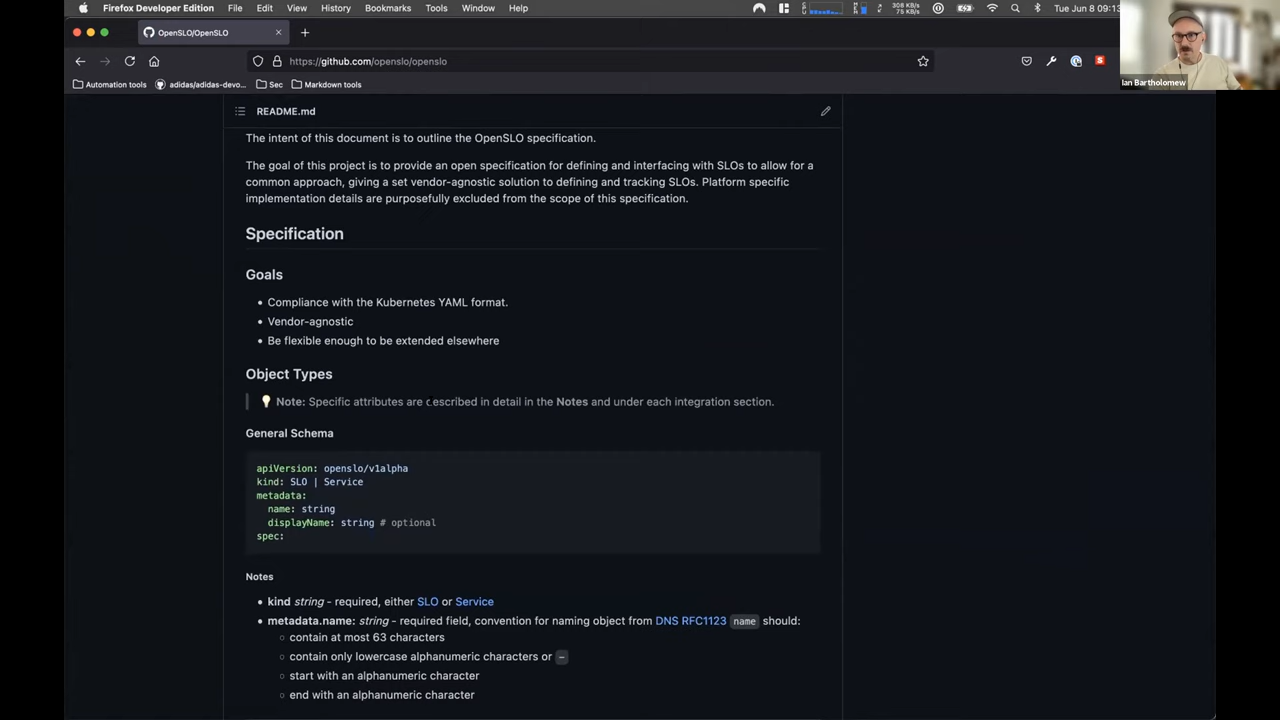 Firefox Developer Edition File Edit View History Bookmarks Tools Window Help 308 KB/s 75 KB/s Tue Jun 8 09:13
OpenSLO/OpenSLO
https://github.com/openslo/openslo
Ian Bartholomew
Automation tools adidas/adidas-devo... Sec Markdown tools
README.md
The intent of this document is to outline the OpenSLO specification.
The goal of this project is to provide an open specification for defining and interfacing with SLOs to allow for a
common approach, giving a set vendor-agnostic solution to defining and tracking SLOs. Platform specific
implementation details are purposefully excluded from the scope of this specification.
Specification
Goals
• Compliance with the Kubernetes YAML format.
• Vendor-agnostic
• Be flexible enough to be extended elsewhere
Object Types
💡 Note: Specific attributes are described in detail in the Notes and under each integration section.
General Schema
apiVersion: openslo/v1alpha
kind: SLO | Service
metadata:
name: string
displayName: string # optional
spec:
Notes
• kind string - required, either SLO or Service
• metadata.name: string - required field, convention for naming object from DNS RFC1123 name should:
○ contain at most 63 characters
○ contain only lowercase alphanumeric characters or -
○ start with an alphanumeric character
○ end with an alphanumeric character